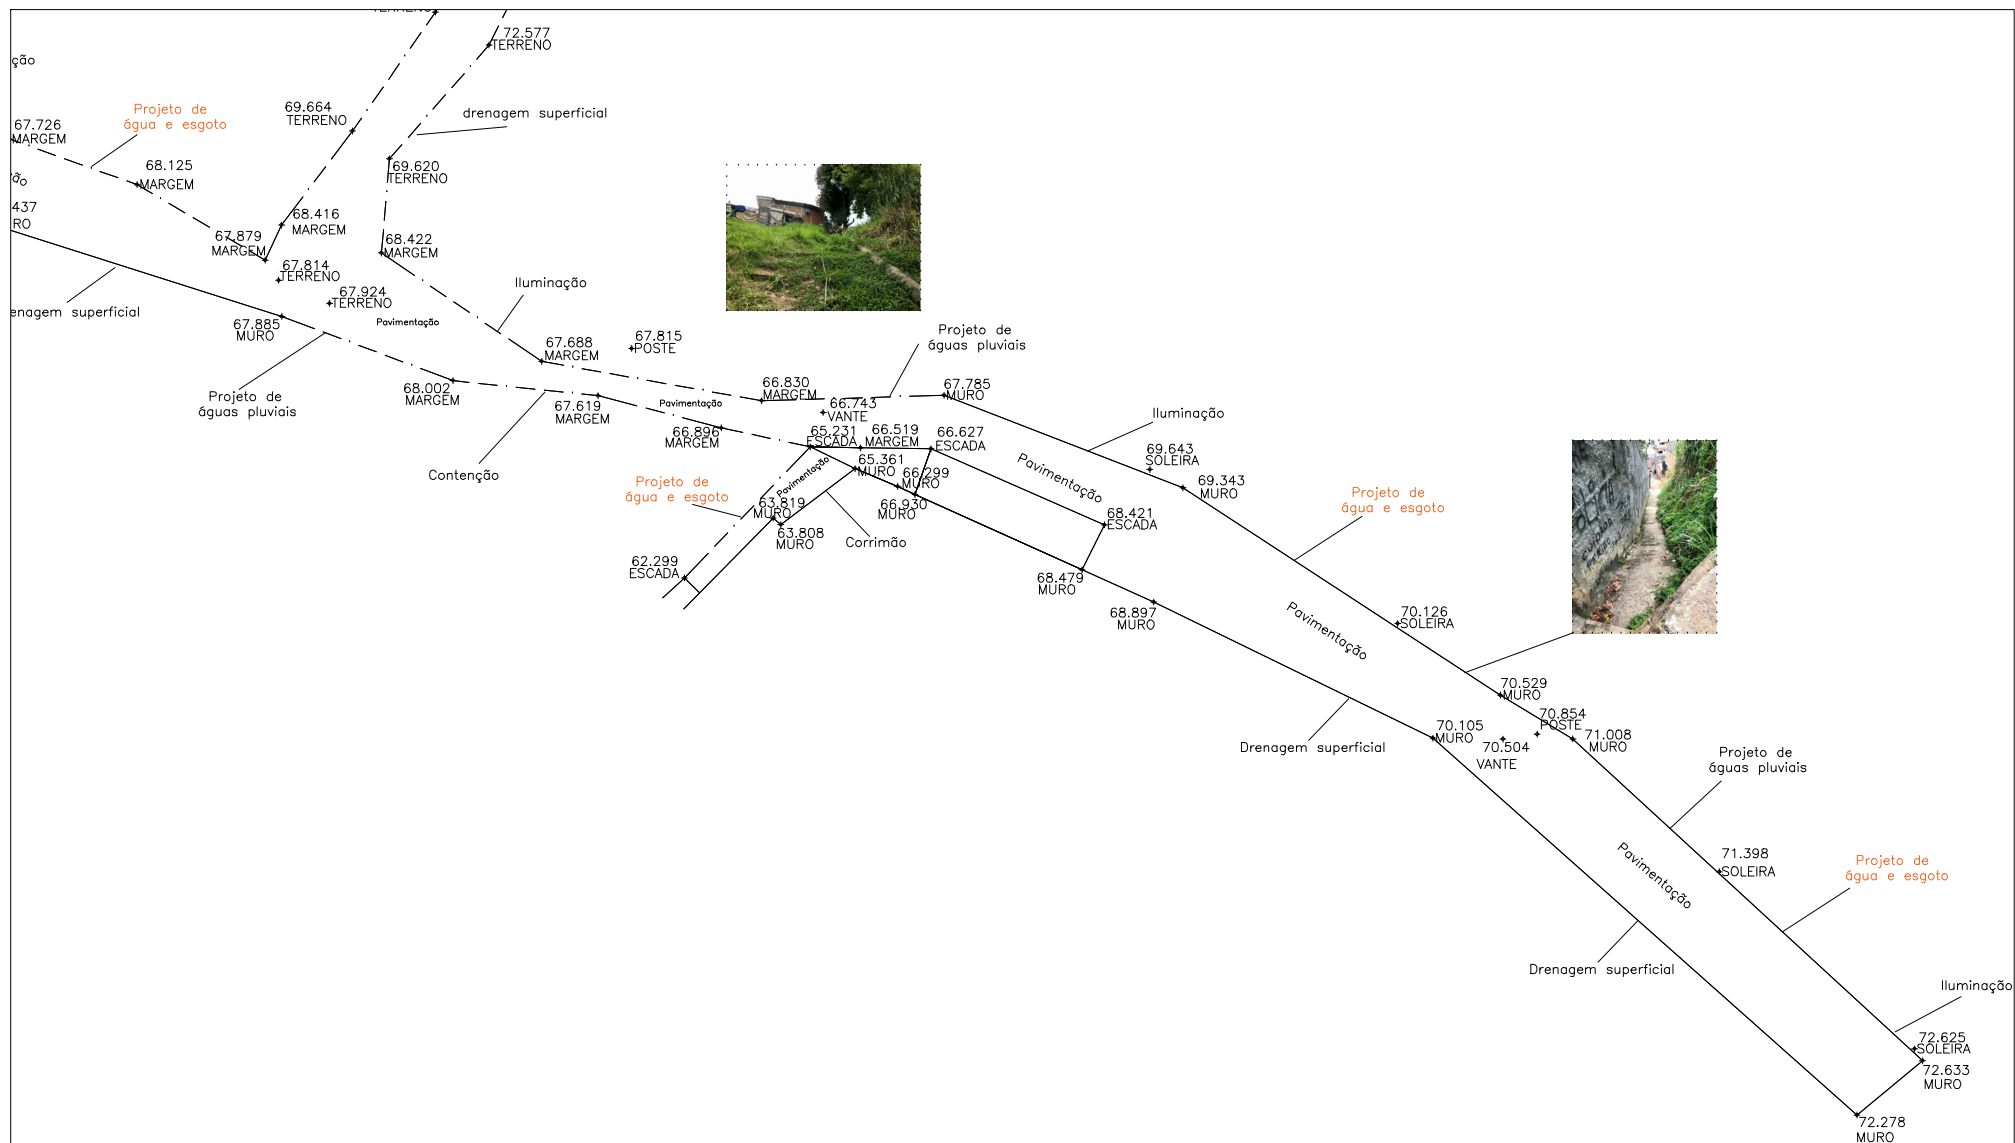 72.577
TERRENO
ção
69.664
TERRENO
Projeto de
água e esgoto
drenagem superficial
67.726
MARGEM
68.125
MARGEM
69.620
TERRENO
ão
437
RO
68.416
MARGEM
67.879
MARGEM
68.422
MARGEM
67.814
TERRENO
67.924
TERRENO
Iluminação
enagem superficial
67.885
MURO
Pavimentação
67.815
POSTE
67.688
MARGEM
Projeto de
águas pluviais
68.002
MARGEM
Projeto de
águas pluviais
67.619
MARGEM
Pavimentação
66.830
MARGEM
67.785
MURO
66.743
VANTE
Iluminação
66.896
MARGEM
65.231
ESCADA
66.519
MARGEM
66.627
ESCADA
Contenção
65.361
MURO
Pavimentação
66.299
MURO
66.930
MURO
Pavimentação
69.643
SOLEIRA
69.343
MURO
Projeto de
água e esgoto
63.819
MURO
63.808
MURO
Corrimão
68.421
ESCADA
Projeto de
água e esgoto
62.299
ESCADA
68.479
MURO
68.897
MURO
Pavimentação
70.126
SOLEIRA
70.529
MURO
70.854
POSTE
70.105
MURO
70.504
VANTE
71.008
MURO
Drenagem superficial
Projeto de
águas pluviais
Pavimentação
71.398
SOLEIRA
Projeto de
água e esgoto
Drenagem superficial
Iluminação
72.625
SOLEIRA
72.633
MURO
72.278
MURO